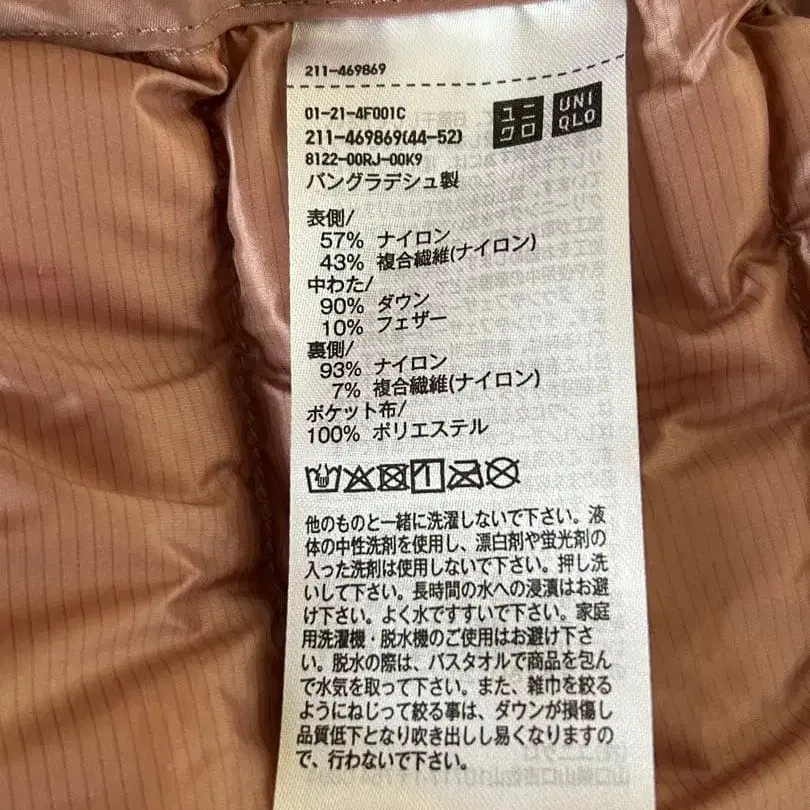 211-469869
01-21-4F001C
ユニクロ
UNIQLO
211-469869(44-52)
8122-00RJ-00K9
バングラデシュ製
表側/
57% ナイロン
43% 複合繊維(ナイロン)
中わた/
90% ダウン
10% フェザー
裏側/
93% ナイロン
7% 複合繊維(ナイロン)
ポケット布/
100% ポリエステル
他のものと一緒に洗濯しないで下さい。液
体の中性洗剤を使用し、漂白剤や蛍光剤の
入った洗剤は使用しないで下さい。押し洗
いして下さい。長時間の水への浸漬はお避
け下さい。よく水ですすいで下さい。家庭
用洗濯機・脱水機のご使用はお避け下さ
い。脱水の際は、バスタオルで商品を包ん
で水気を取って下さい。また、雑巾を絞る
ようにねじって絞る事は、ダウンが損傷し
品質低下となり吹き出しし易くなりますの
で、行わないで下さい。